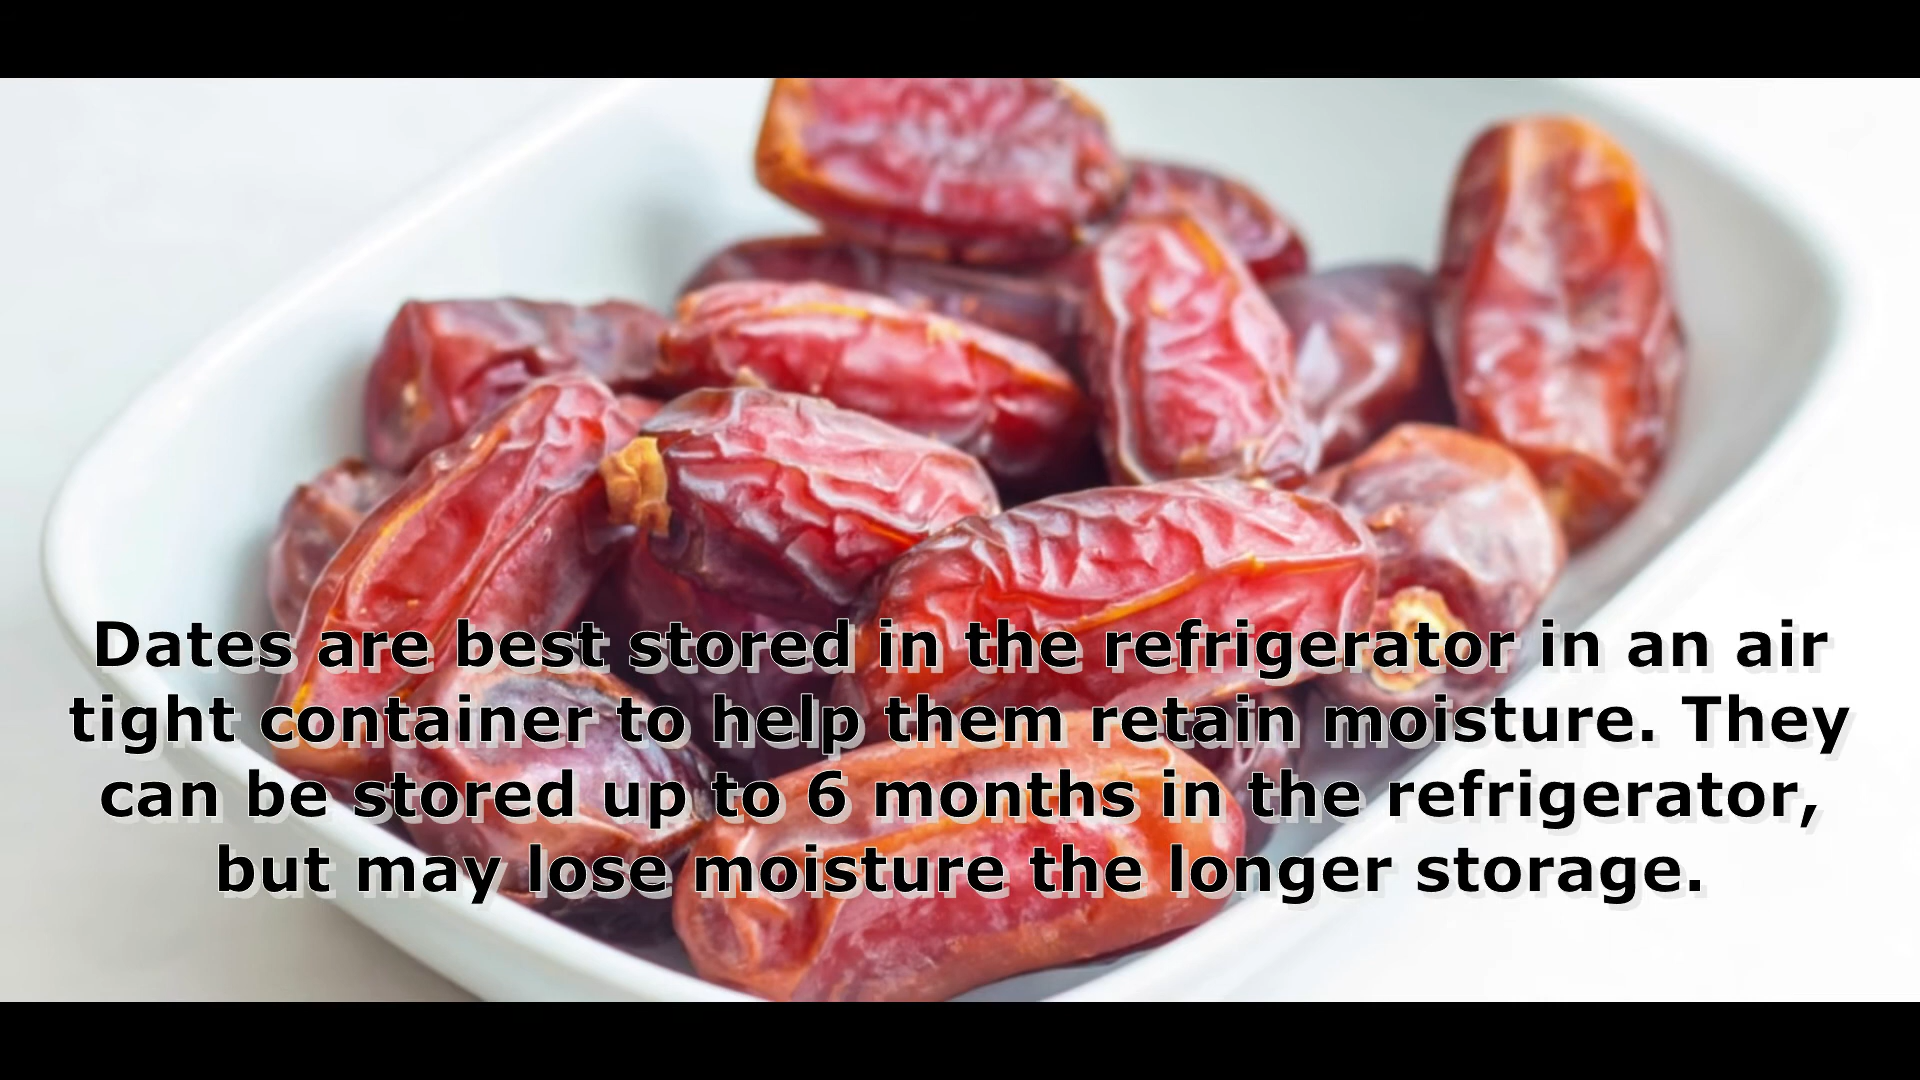 Dates are best stored in the refrigerator in an air
tight container to help them retain moisture. They
can be stored up to 6 months in the refrigerator,
but may lose moisture the longer storage.